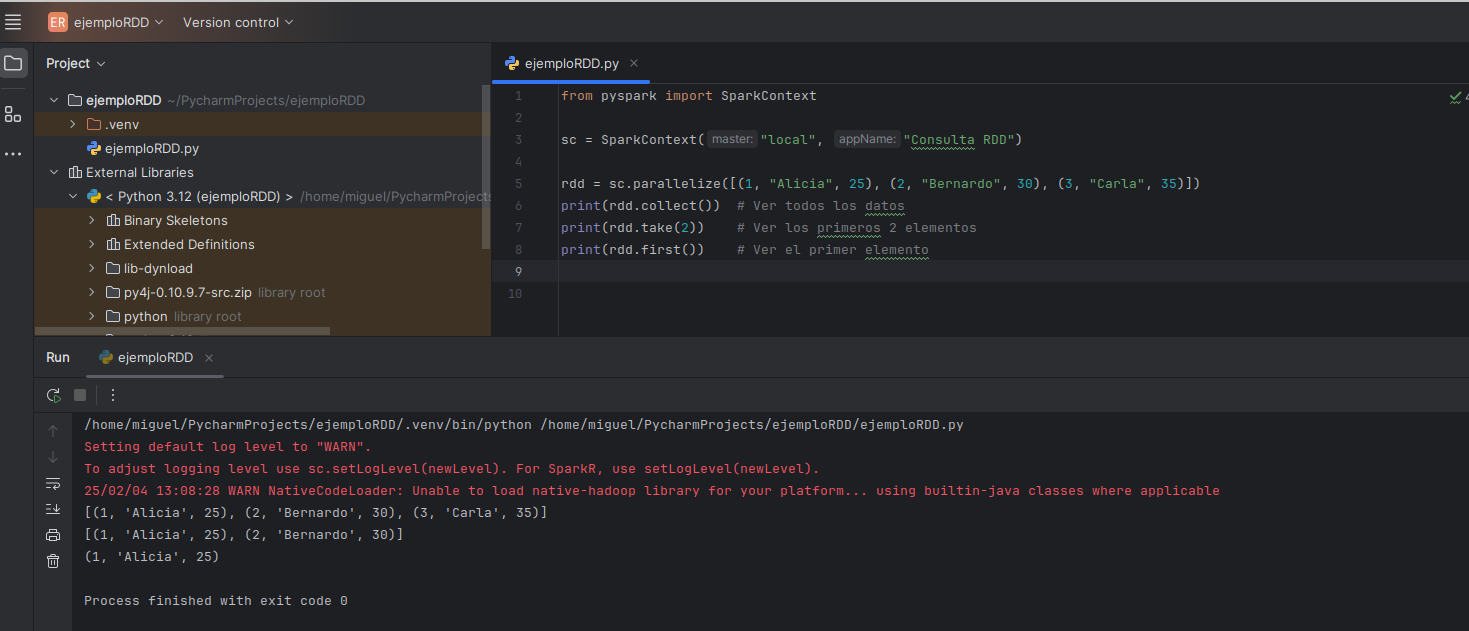 ER ejemploRDD Version control
Project
ejemploRDD ~/PycharmProjects/ejemploRDD
.venv
ejemploRDD.py
External Libraries
< Python 3.12 (ejemploRDD) > /home/miguel/PycharmProjects
Binary Skeletons
Extended Definitions
lib-dynload
py4j-0.10.9.7-src.zip library root
python library root
ejemploRDD.py
1 from pyspark import SparkContext
2
3 sc = SparkContext( master: "local", appName: "Consulta RDD")
4
5 rdd = sc.parallelize([(1, "Alicia", 25), (2, "Bernardo", 30), (3, "Carla", 35)])
6 print(rdd.collect()) # Ver todos los datos
7 print(rdd.take(2)) # Ver los primeros 2 elementos
8 print(rdd.first()) # Ver el primer elemento
9
10
Run ejemploRDD
/home/miguel/PycharmProjects/ejemploRDD/.venv/bin/python /home/miguel/PycharmProjects/ejemploRDD/ejemploRDD.py
Setting default log level to "WARN".
To adjust logging level use sc.setLogLevel(newLevel). For SparkR, use setLogLevel(newLevel).
25/02/04 13:08:28 WARN NativeCodeLoader: Unable to load native-hadoop library for your platform... using builtin-java classes where applicable
[(1, 'Alicia', 25), (2, 'Bernardo', 30), (3, 'Carla', 35)]
[(1, 'Alicia', 25), (2, 'Bernardo', 30)]
(1, 'Alicia', 25)
Process finished with exit code 0